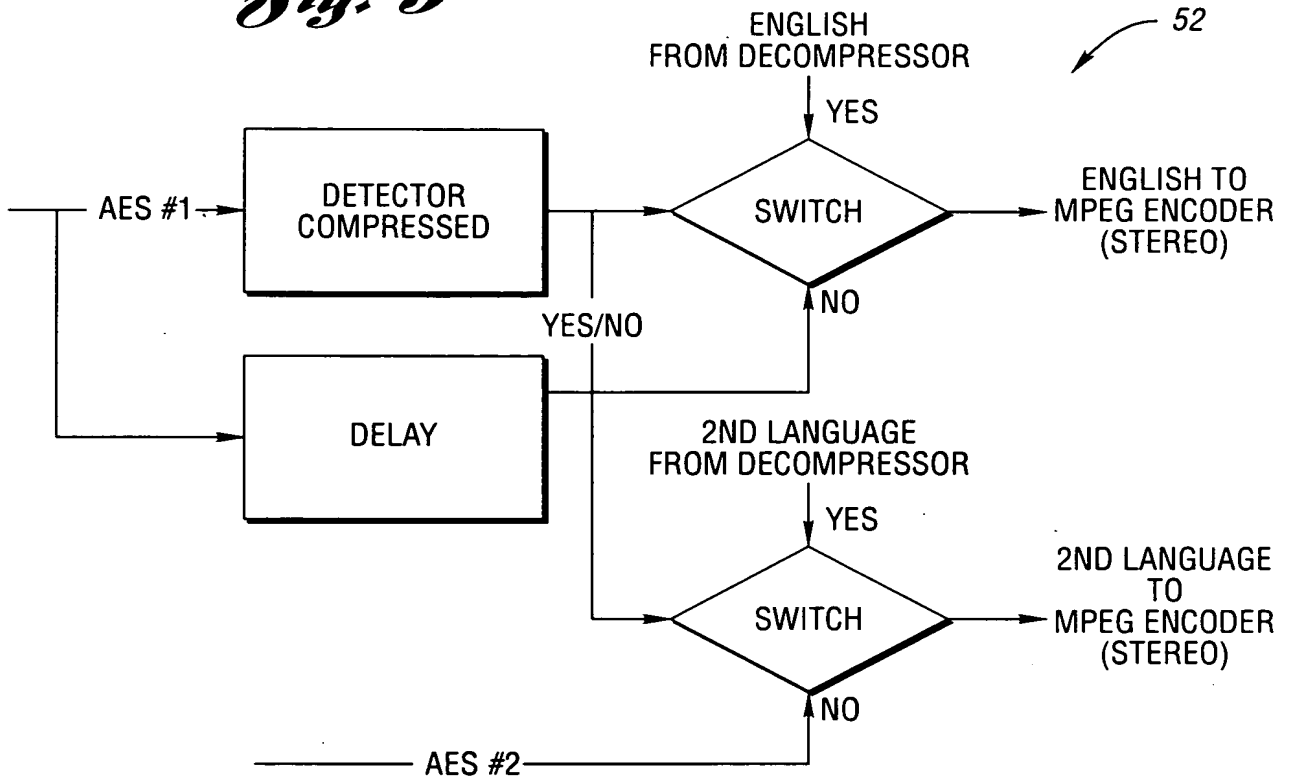 ENGLISH
FROM DECOMPRESSOR
52
YES
AES #1
DETECTOR
COMPRESSED
SWITCH
ENGLISH TO
MPEG ENCODER
(STEREO)
NO
YES/NO
DELAY
2ND LANGUAGE
FROM DECOMPRESSOR
YES
SWITCH
2ND LANGUAGE
TO
MPEG ENCODER
(STEREO)
NO
AES #2